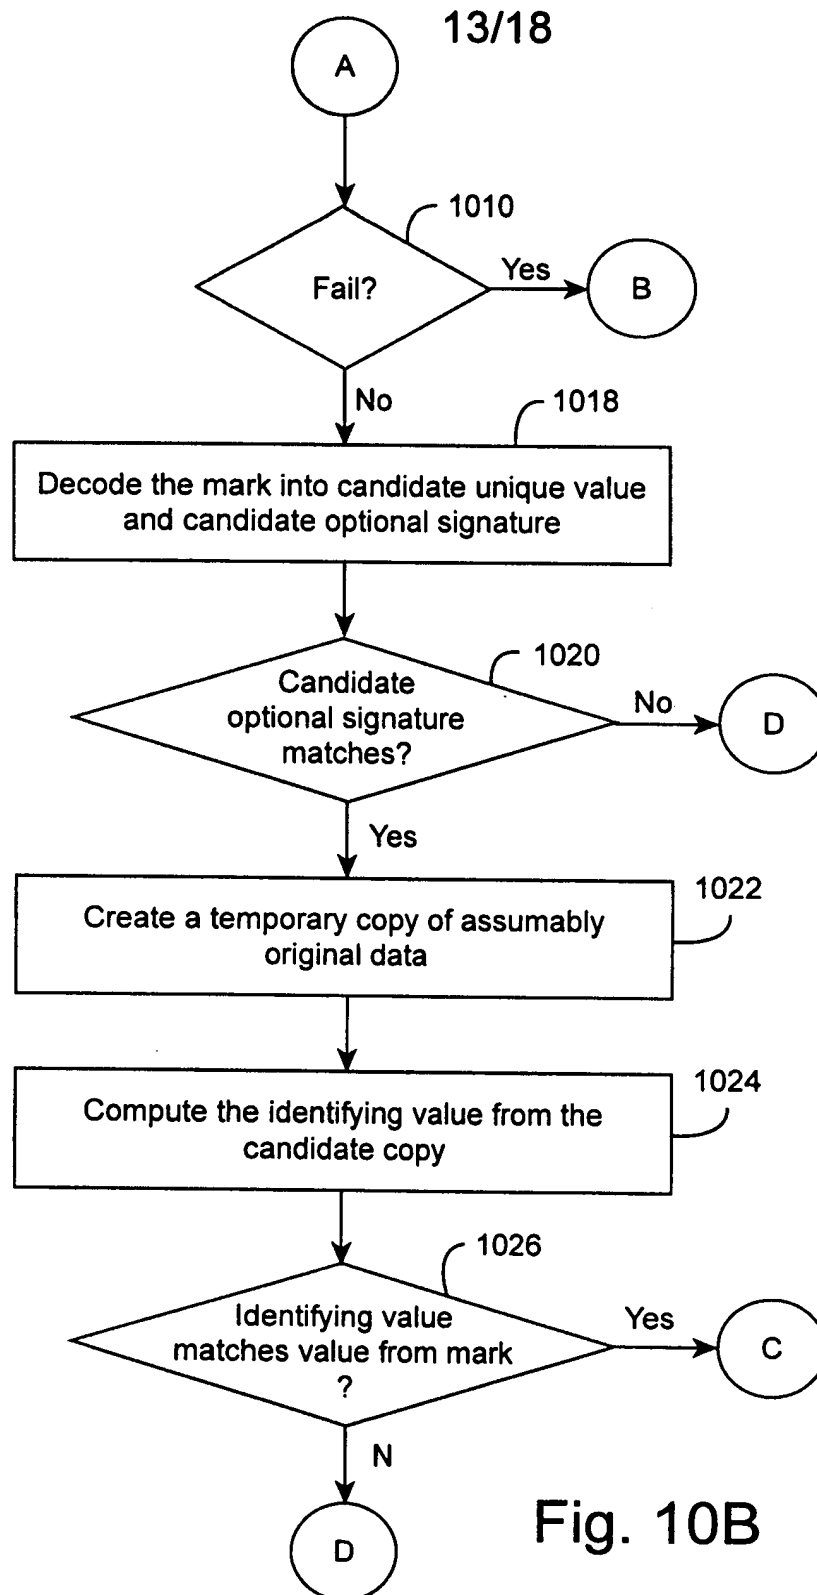 13/18
A
1010
Fail?
Yes
B
No
1018
Decode the mark into candidate unique value
and candidate optional signature
1020
Candidate
optional signature
matches?
No
D
Yes
1022
Create a temporary copy of assumably
original data
1024
Compute the identifying value from the
candidate copy
1026
Identifying value
matches value from mark
?
Yes
C
N
D
Fig. 10B